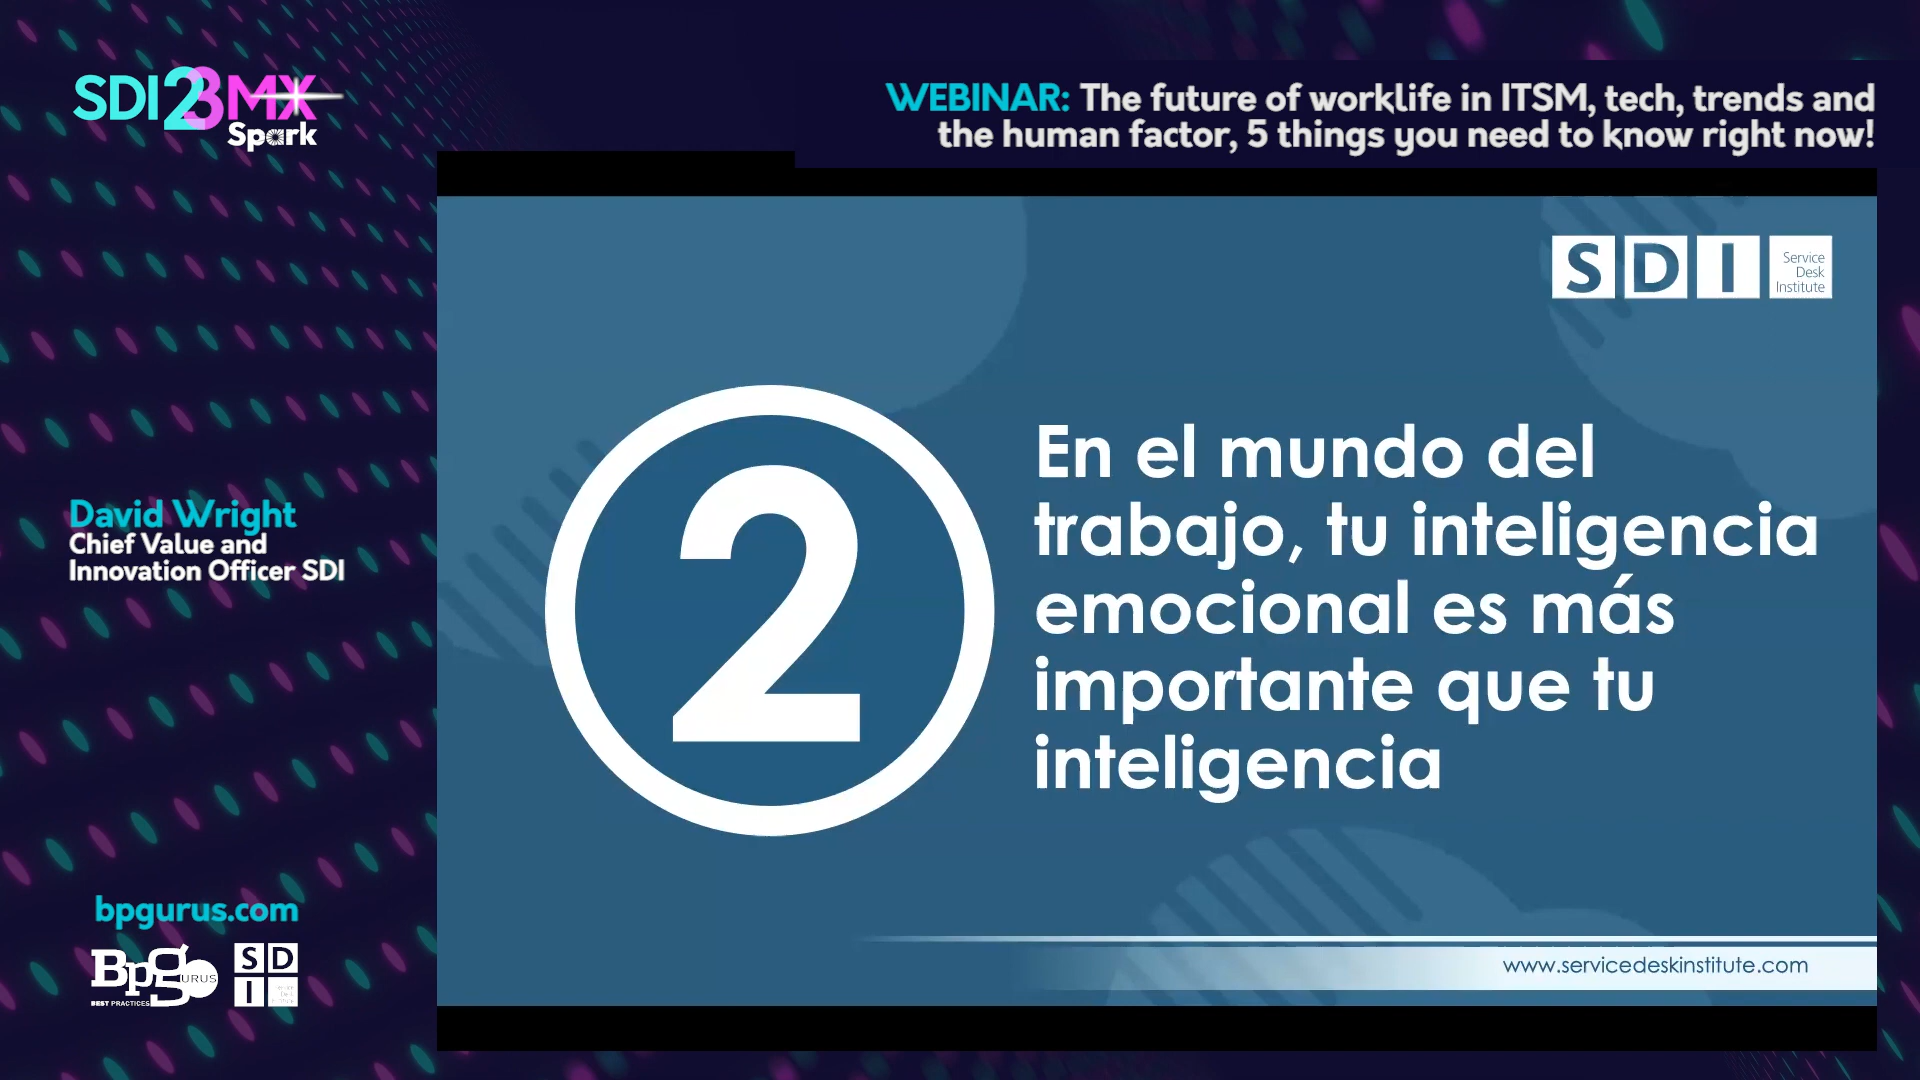 SDI23MX
Spark
WEBINAR: The future of worklife in ITSM, tech, trends and
the human factor, 5 things you need to know right now!
SDI
Service
Desk
Institute
2
En el mundo del
trabajo, tu inteligencia
emocional es más
importante que tu
inteligencia
David Wright
Chief Value and
Innovation Officer SDI
bpgurus.com
BpGURUS
BEST PRACTICES
SD
I
www.servicedeskinstitute.com